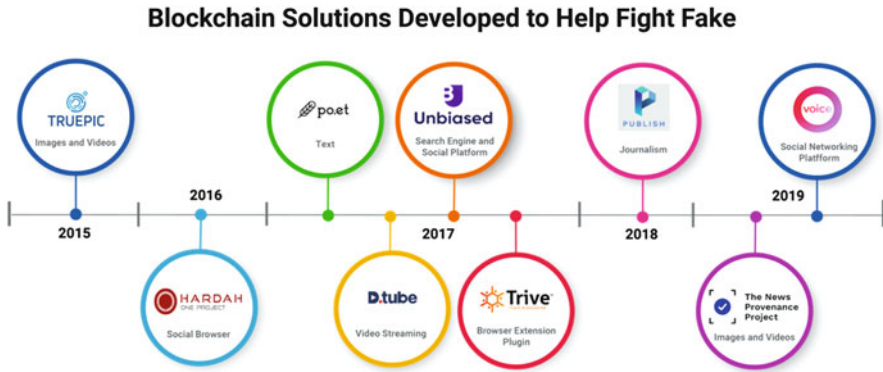 Blockchain Solutions Developed to Help Fight Fake
TRUEPIC
Images and Videos
po.et
Text
Unbiased
Search Engine and
Social Platform
PUBLISH
Journalism
voice
Social Networking
Platfform
2015
2016
2017
2018
2019
HARDAH
ONE PROJECT
Social Browser
D.tube
Video Streaming
Trive
Browser Extension
Plugin
The News
Provenance
Project
Images and Videos